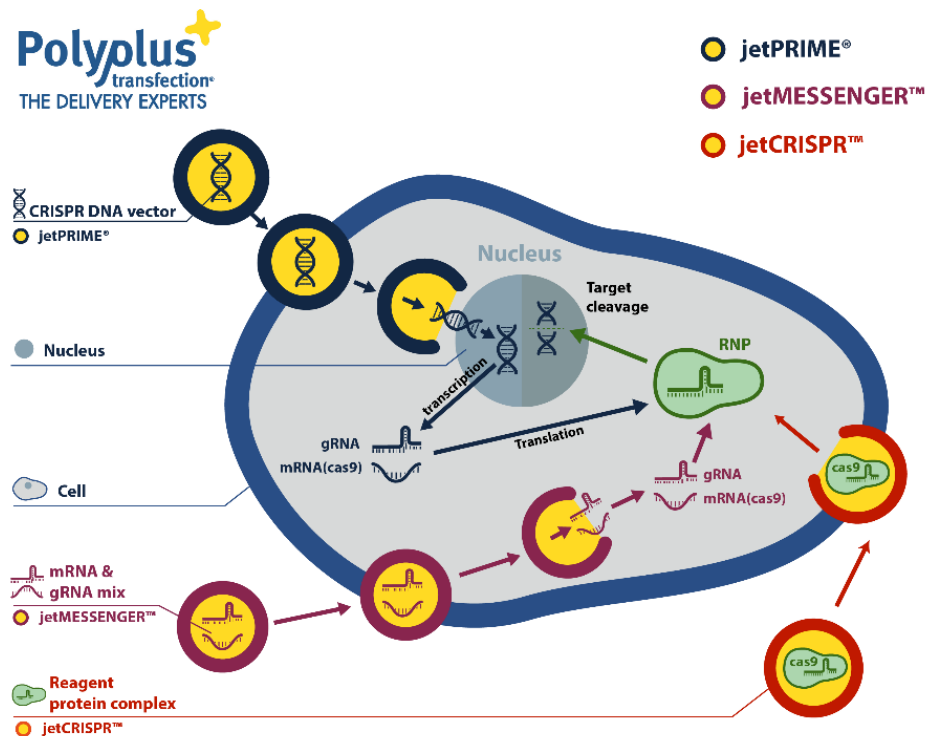 Polyplus
transfection®
THE DELIVERY EXPERTS
jetPRIME®
jetMESSENGER™
jetCRISPR™
CRISPR DNA vector
jetPRIME®
Nucleus
Target
cleavage
Nucleus
RNP
transcription
gRNA
mRNA(cas9)
Translation
cas9
gRNA
mRNA(cas9)
Cell
mRNA &
gRNA mix
jetMESSENGER™
cas9
Reagent
protein complex
jetCRISPR™